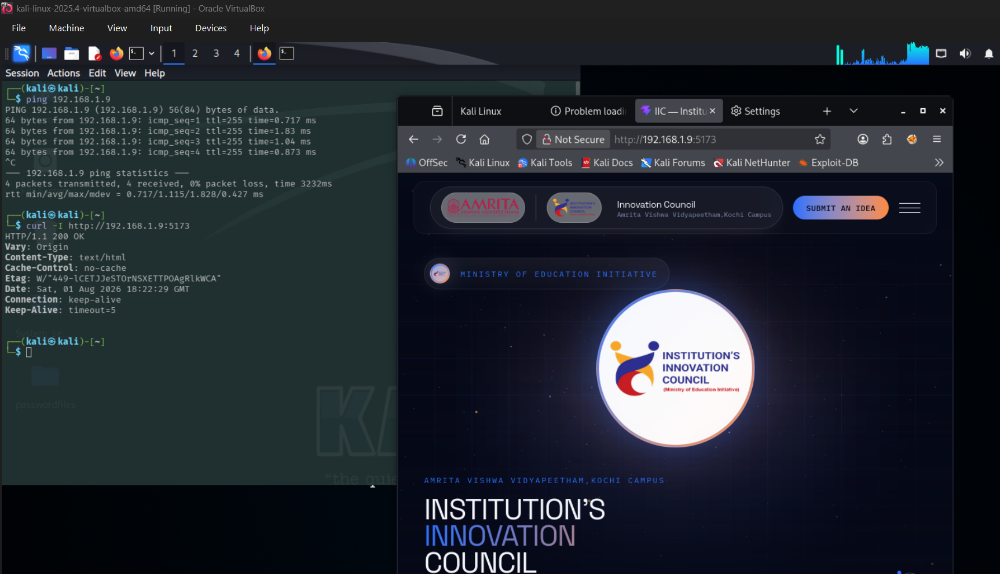 kali-linux-2025.4-virtualbox-amd64 [Running] - Oracle VirtualBox
File Machine View Input Devices Help
1 2 3 4
Session Actions Edit View Help
┌──(kali㉿kali)-[~]
└─$ ping 192.168.1.9
PING 192.168.1.9 (192.168.1.9) 56(84) bytes of data.
64 bytes from 192.168.1.9: icmp_seq=1 ttl=255 time=0.717 ms
64 bytes from 192.168.1.9: icmp_seq=2 ttl=255 time=1.83 ms
64 bytes from 192.168.1.9: icmp_seq=3 ttl=255 time=1.04 ms
64 bytes from 192.168.1.9: icmp_seq=4 ttl=255 time=0.873 ms
^C
--- 192.168.1.9 ping statistics ---
4 packets transmitted, 4 received, 0% packet loss, time 3232ms
rtt min/avg/max/mdev = 0.717/1.115/1.828/0.427 ms
┌──(kali㉿kali)-[~]
└─$ curl -I http://192.168.1.9:5173
HTTP/1.1 200 OK
Vary: Origin
Content-Type: text/html
Cache-Control: no-cache
Etag: W/"449-lCETJJeSTOrNSXETTPOAgRlkWCA"
Date: Sat, 01 Aug 2026 18:22:29 GMT
Connection: keep-alive
Keep-Alive: timeout=5
┌──(kali㉿kali)-[~]
└─$
passwordfiles
KA
"the quie
Kali Linux Problem loadi IIC — Institu Settings
Not Secure http://192.168.1.9:5173
OffSec Kali Linux Kali Tools Kali Docs Kali Forums Kali NetHunter Exploit-DB
AMRITA
VISHWA VIDYAPEETHAM
INSTITUTION'S
INNOVATION
COUNCIL
Innovation Council
Amrita Vishwa Vidyapeetham,Kochi Campus
SUBMIT AN IDEA
MINISTRY OF EDUCATION INITIATIVE
INSTITUTION'S
INNOVATION
COUNCIL
(Ministry of Education Initiative)
AMRITA VISHWA VIDYAPEETHAM,KOCHI CAMPUS
INSTITUTION'S
INNOVATION
COUNCIL